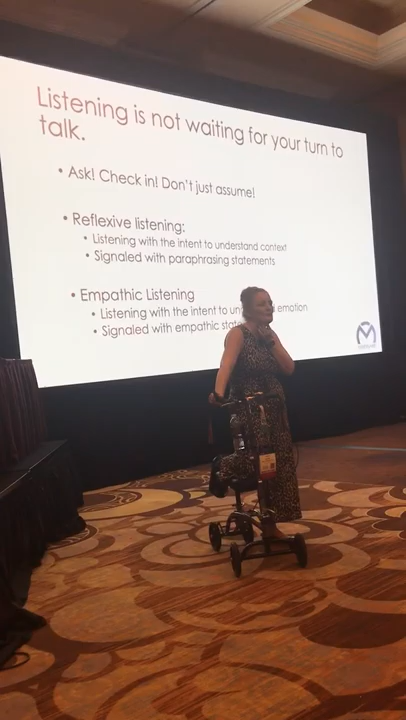 Listening is not waiting for your turn to
talk.
• Ask! Check in! Don't just assume!
• Reflexive listening:
• Listening with the intent to understand context
• Signaled with paraphrasing statements
• Empathic Listening
• Listening with the intent to un emotion
• Signaled with empathic stat
M